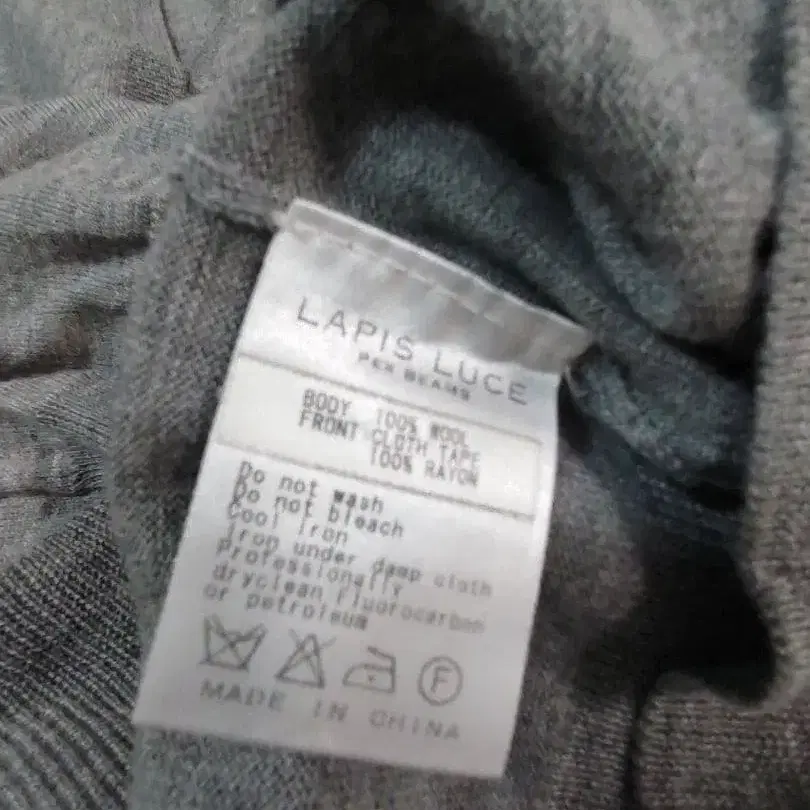 LAPIS LUCE
PER BEAMS
BODY 100% WOOL
FRONT CLOTH TAPE
100% RAYON
Do not wash
Do not bleach
Cool iron
Iron under damp cloth
Professionally
dryclean fluorocarbon
or petroleum
F
MADE IN CHINA